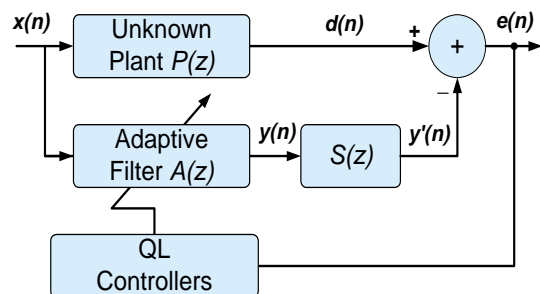 x(n)
Unknown
Plant P(z)
d(n)
+
+
e(n)
−
Adaptive
Filter A(z)
y(n)
S(z)
y'(n)
QL
Controllers